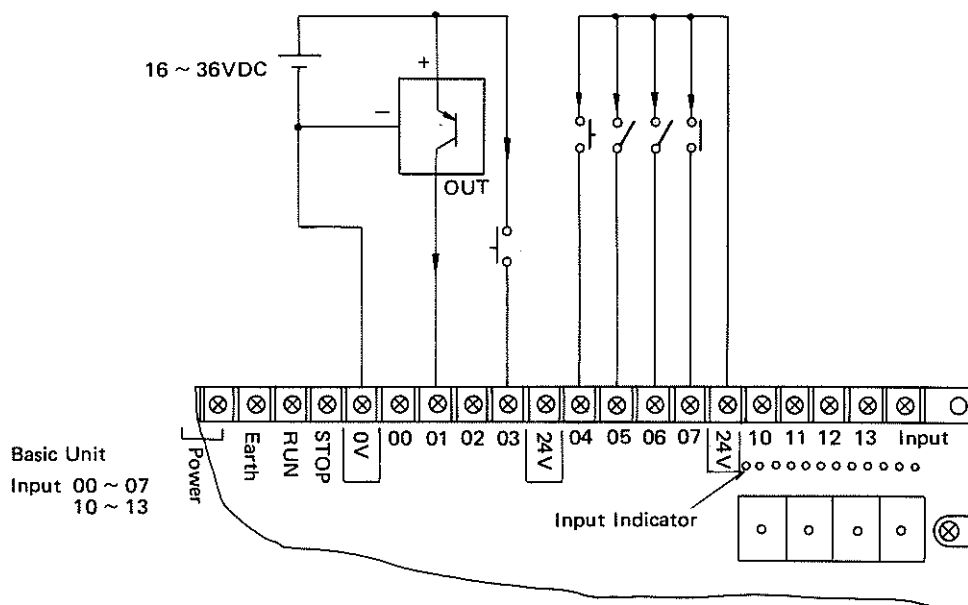 16 ~ 36VDC
+
−
OUT
Power
Earth
RUN
STOP
0V
00
01
02
03
24V
04
05
06
07
24V
10
11
12
13
Input
Basic Unit
Input 00 ~ 07
10 ~ 13
Input Indicator